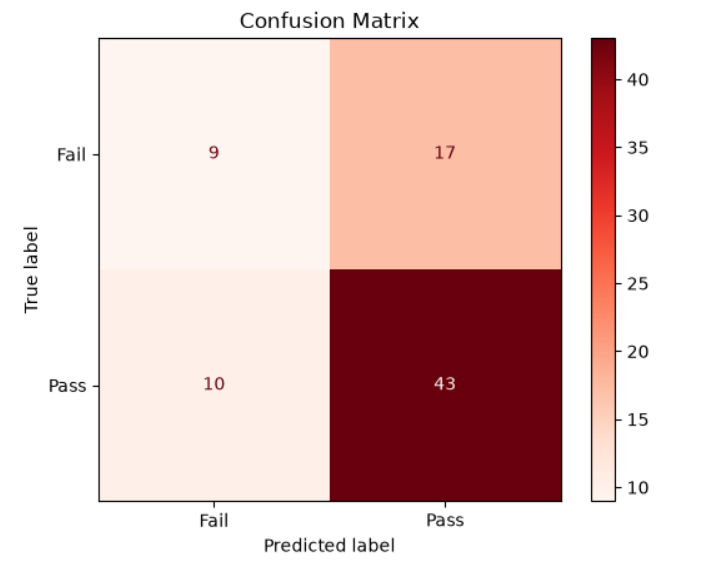 Confusion Matrix
True label
Fail
9
17
Pass
10
43
Fail
Pass
Predicted label
40
35
30
25
20
15
10